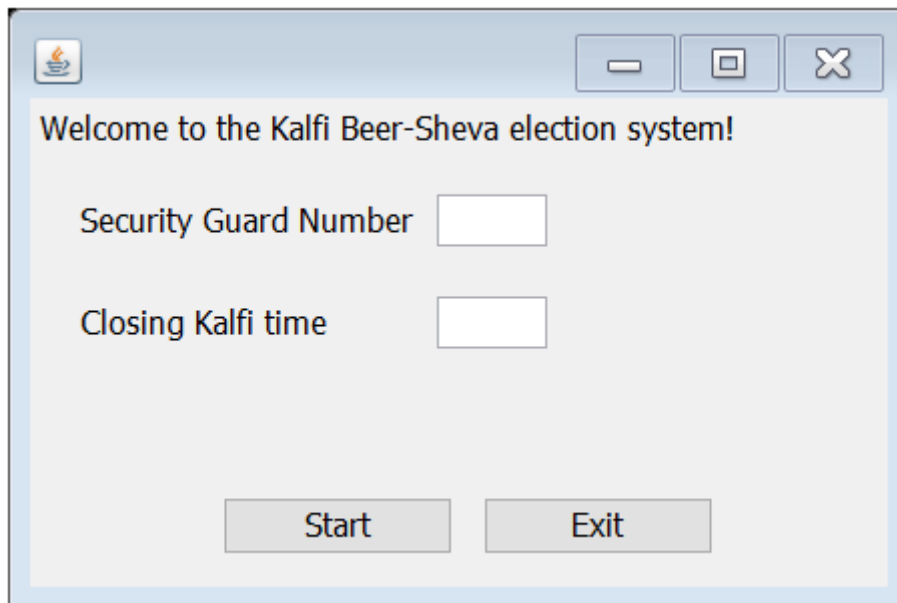 Welcome to the Kalfi Beer-Sheva election system!
Security Guard Number
Closing Kalfi time
Start Exit